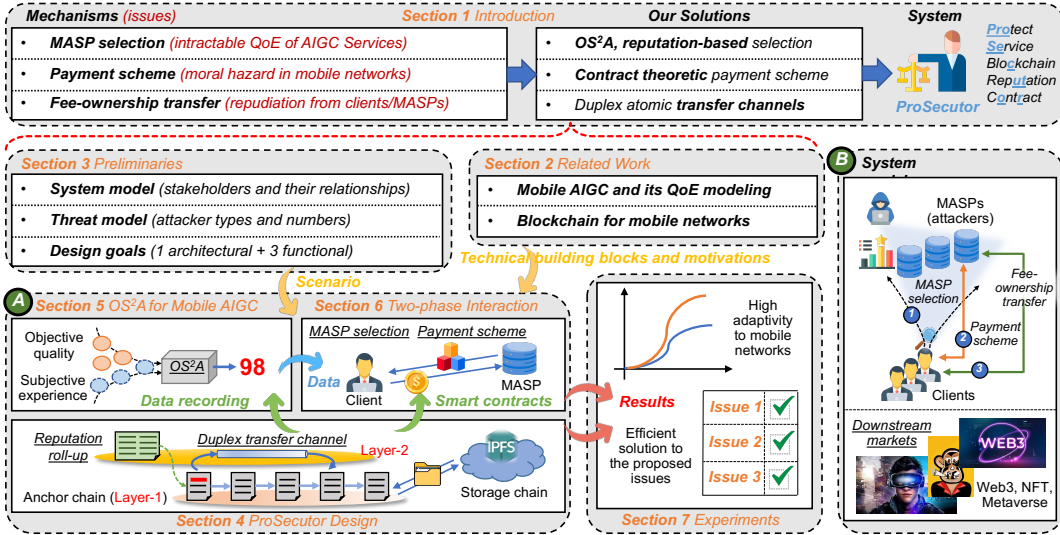 Mechanisms (issues)
Section 1 Introduction
Our Solutions
System
• MASP selection (intractable QoE of AIGC Services)
• Payment scheme (moral hazard in mobile networks)
• Fee-ownership transfer (repudiation from clients/MASPs)
• OS²A, reputation-based selection
• Contract theoretic payment scheme
• Duplex atomic transfer channels
ProSecutor
Protect
Service
Blockchain
Reputation
Contract
Section 3 Preliminaries
• System model (stakeholders and their relationships)
• Threat model (attacker types and numbers)
• Design goals (1 architectural + 3 functional)
Section 2 Related Work
• Mobile AIGC and its QoE modeling
• Blockchain for mobile networks
Scenario
Technical building blocks and motivations
A
Section 5 OS²A for Mobile AIGC
Objective
quality
Subjective
experience
OS²A
98
Data recording
Data
Section 6 Two-phase Interaction
MASP selection
Payment scheme
Client
MASP
Smart contracts
Reputation
roll-up
Duplex transfer channel
Layer-2
Anchor chain (Layer-1)
IPFS
Storage chain
Section 4 ProSecutor Design
Results
High
adaptivity
to mobile
networks
Efficient
solution to
the proposed
issues
Issue 1
Issue 2
Issue 3
Section 7 Experiments
B
System
MASPs
(attackers)
MASP
selection
Fee-
ownership
transfer
1
2
Payment
scheme
3
Clients
Downstream
markets
WEB3
Web3, NFT,
Metaverse